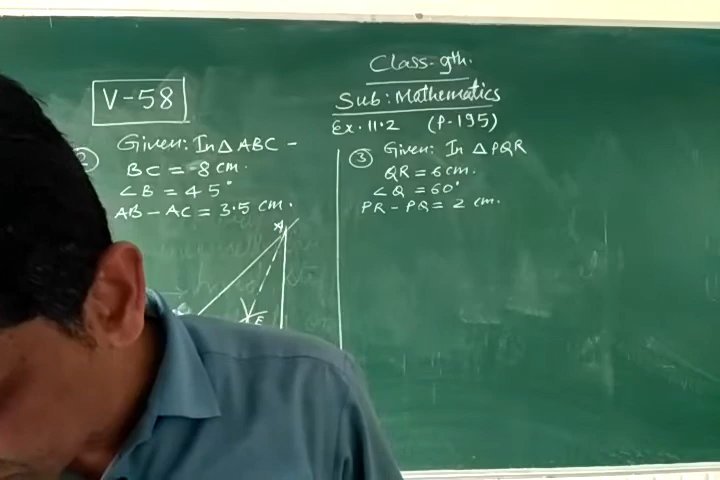 Class-9th.
Sub: Mathematics
Ex. 11.2 (P-195)
V-58
2 Given: In △ ABC -
BC = 8 cm.
∠B = 45°
AB - AC = 3.5 cm.
A
E
3 Given: In △ PQR
QR = 6 cm.
∠Q = 60°
PR - PQ = 2 cm.